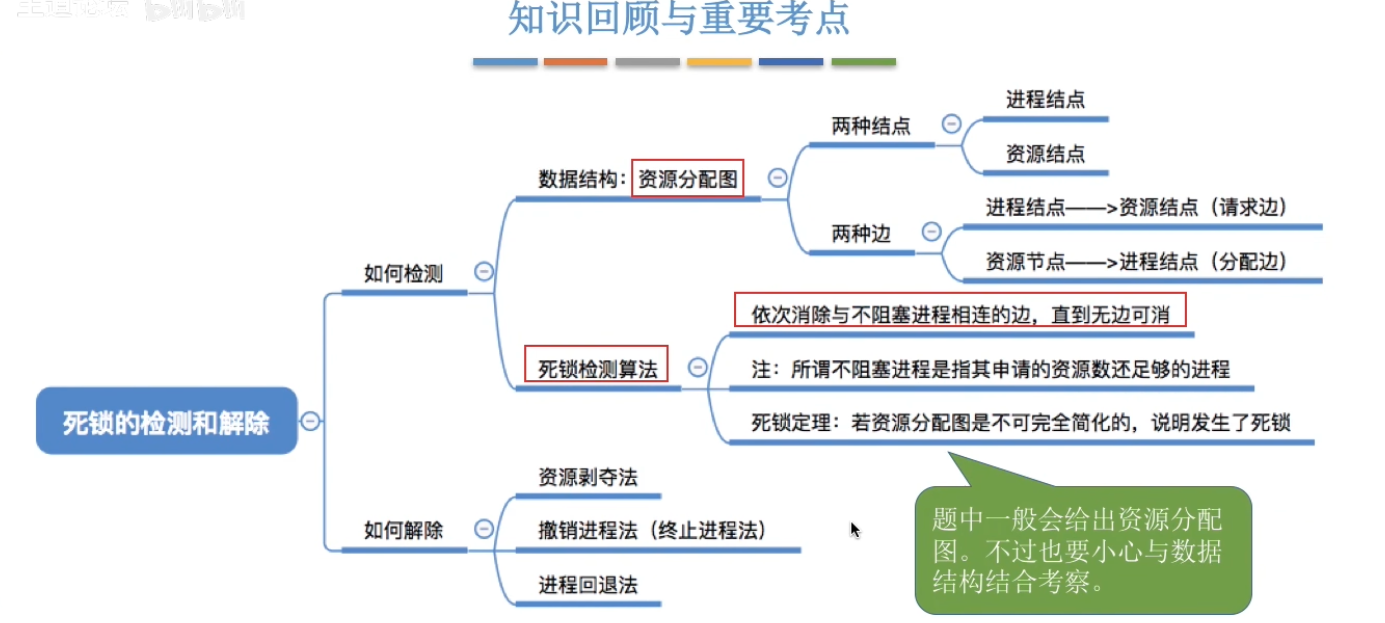 知识回顾与重要考点
进程结点
两种结点
资源结点
数据结构：资源分配图
进程结点——>资源结点（请求边）
两种边
资源节点——>进程结点（分配边）
如何检测
依次消除与不阻塞进程相连的边，直到无边可消
死锁检测算法
注：所谓不阻塞进程是指其申请的资源数还足够的进程
死锁定理：若资源分配图是不可完全简化的，说明发生了死锁
死锁的检测和解除
资源剥夺法
如何解除
撤销进程法（终止进程法）
进程回退法
题中一般会给出资源分配
图。不过也要小心与数据
结构结合考察。